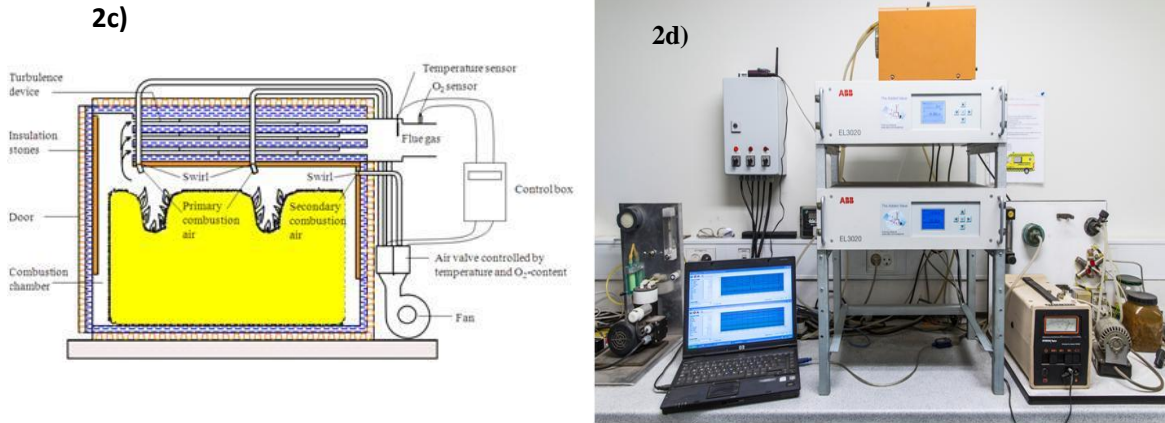 2c)
Turbulence
device
Insulation
stones
Door
Combustion
chamber
Swirl
Swirl
Primary
combustion
air
Secondary
combustion
air
Temperature sensor
O2 sensor
Flue gas
Control box
Air valve controlled by
temperature and O2-content
Fan
2d)
ABB
EL3020
ABB
EL3020
hp